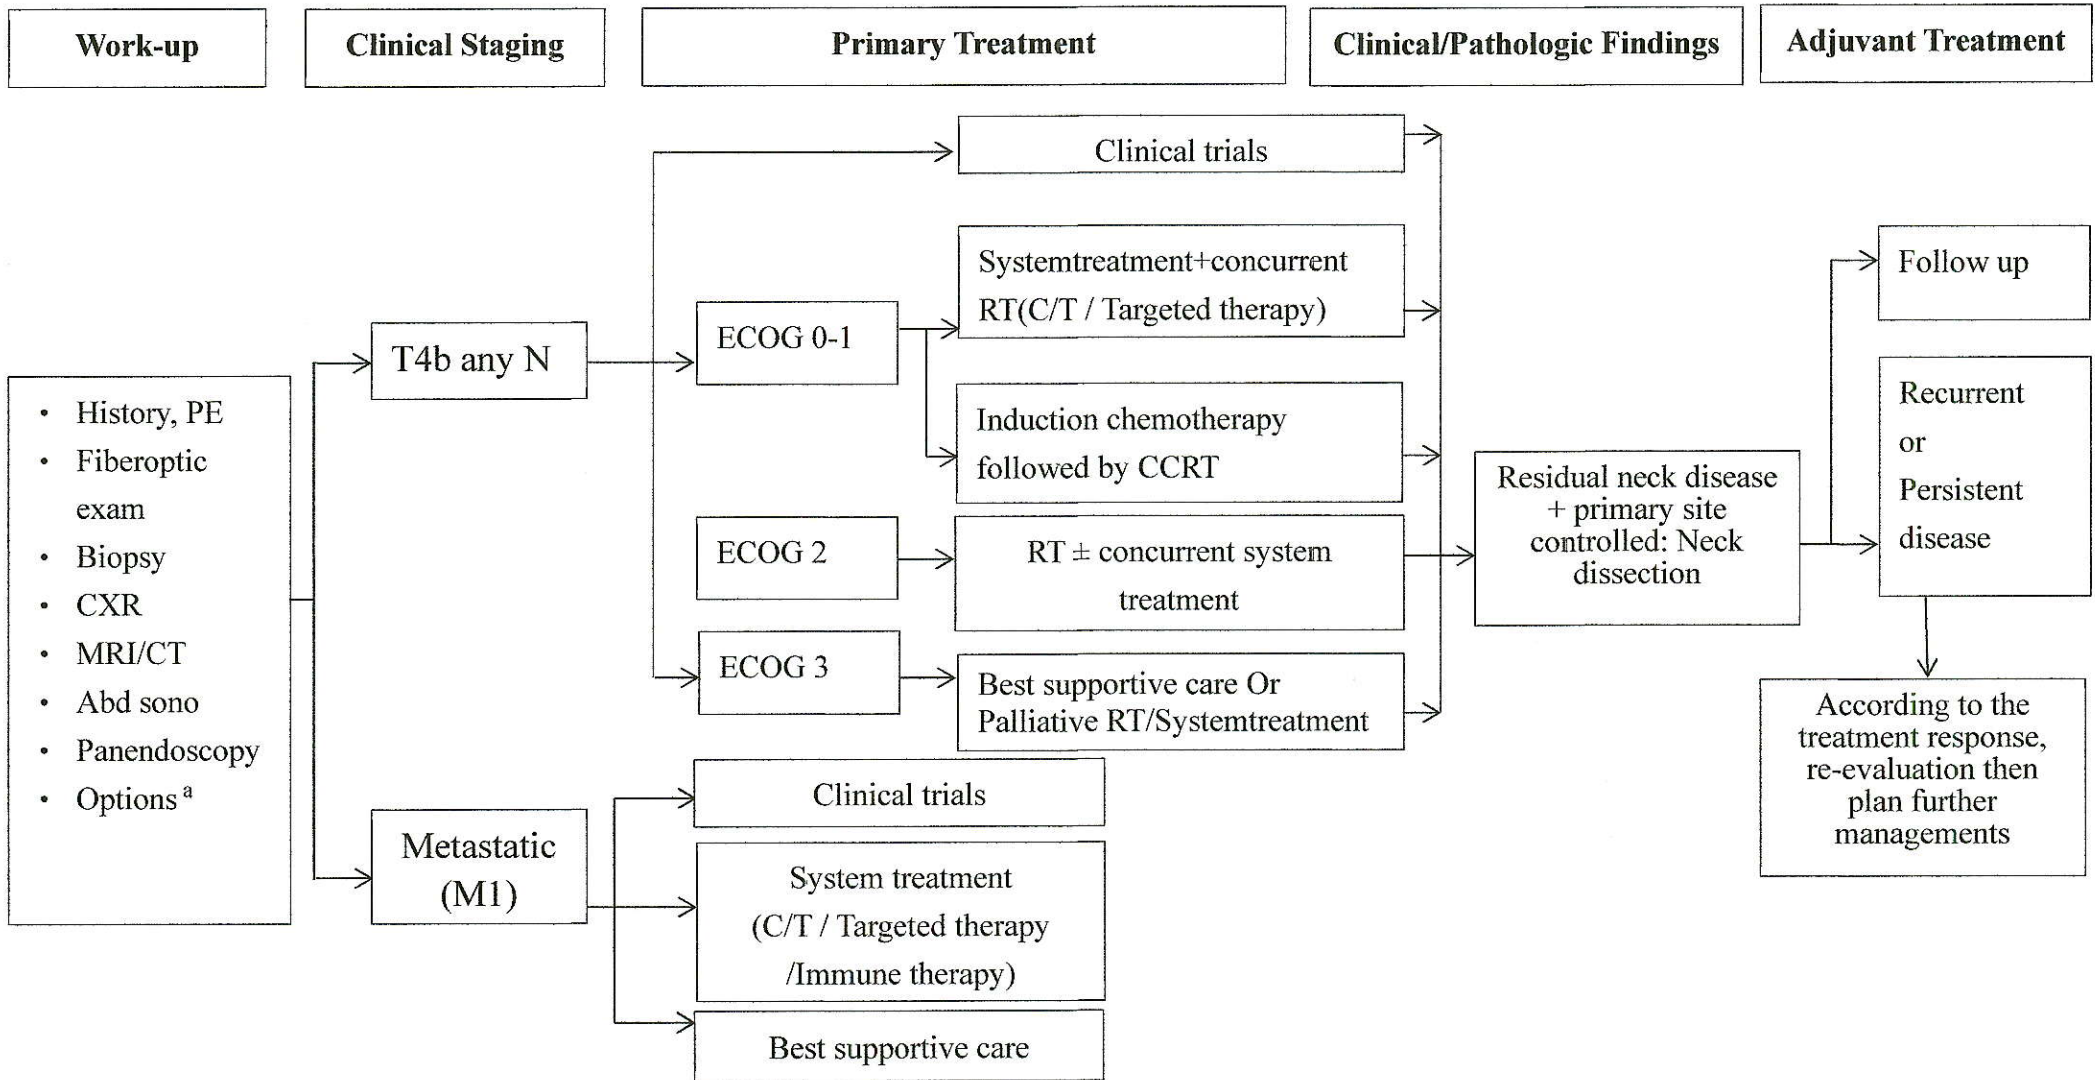 Work-up
Clinical Staging
Primary Treatment
Clinical/Pathologic Findings
Adjuvant Treatment
• History, PE
• Fiberoptic
exam
• Biopsy
• CXR
• MRI/CT
• Abd sono
• Panendoscopy
• Options a
T4b any N
Metastatic
(M1)
Clinical trials
ECOG 0-1
Systemtreatment+concurrent
RT(C/T / Targeted therapy)
Induction chemotherapy
followed by CCRT
ECOG 2
RT ± concurrent system
treatment
ECOG 3
Best supportive care Or
Palliative RT/Systemtreatment
Clinical trials
System treatment
(C/T / Targeted therapy
/Immune therapy)
Best supportive care
Residual neck disease
+ primary site
controlled: Neck
dissection
Follow up
Recurrent
or
Persistent
disease
According to the
treatment response,
re-evaluation then
plan further
managements